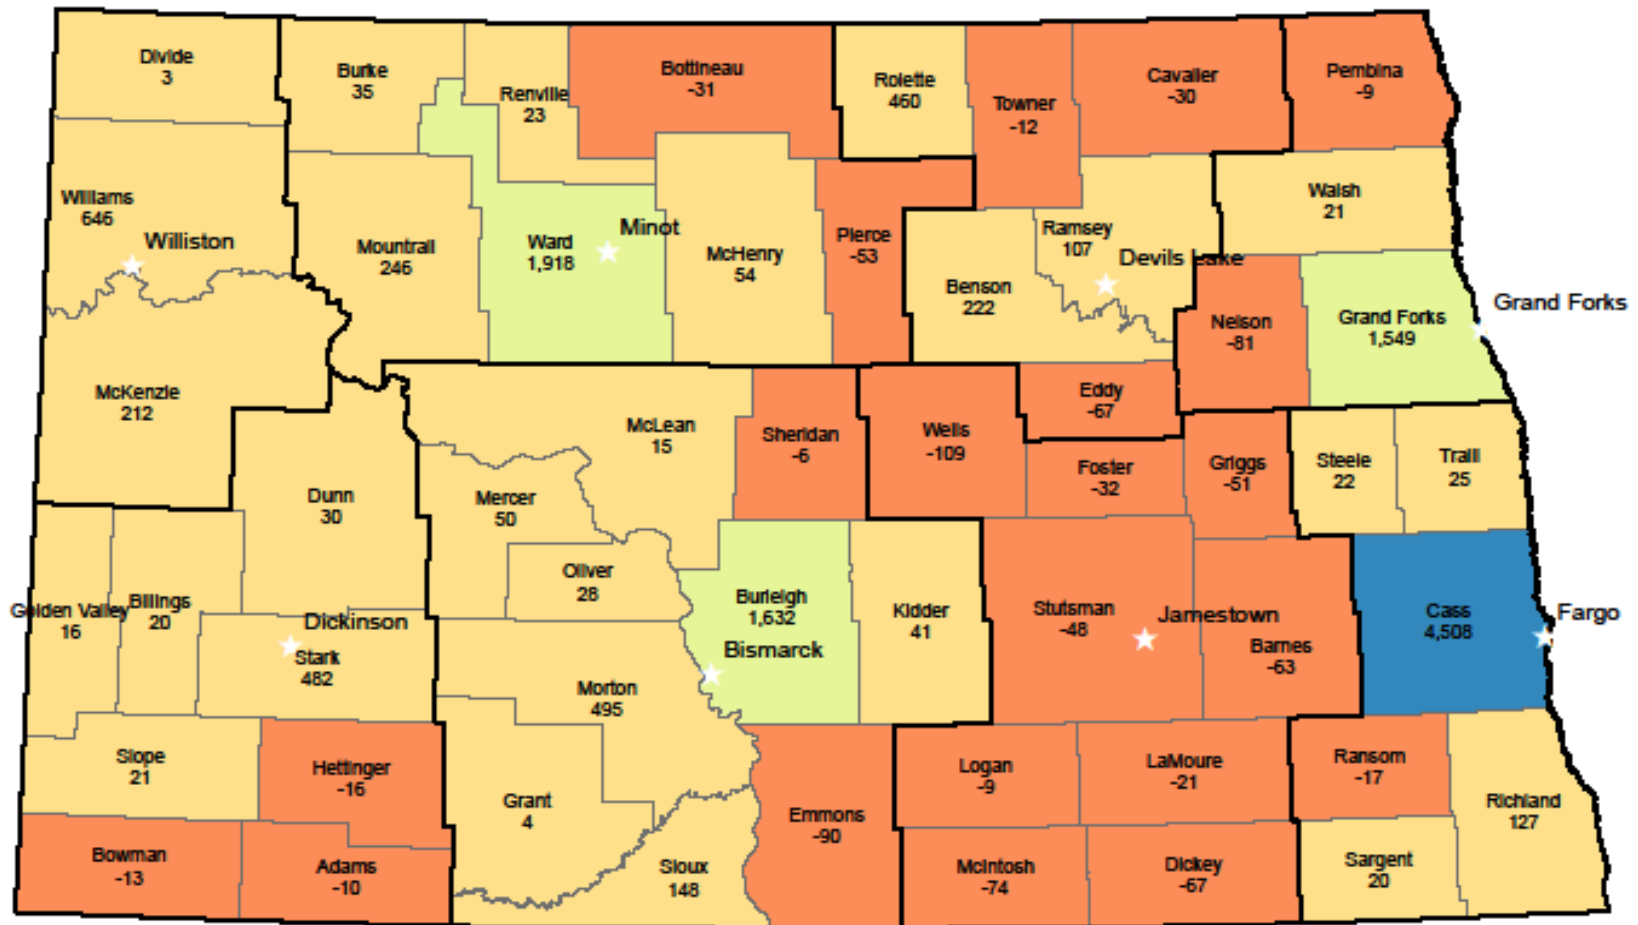 Divide
3
Burke
35
Renville
23
Bottineau
-31
Rolette
460
Towner
-12
Cavalier
-30
Pembina
-9
Williams
646
Williston
Mountrail
246
Ward
1,918
Minot
McHenry
54
Pierce
-53
Benson
222
Ramsey
107
Devils Lake
Walsh
21
Nelson
-81
Grand Forks
1,549
Grand Forks
McKenzie
212
McLean
15
Sheridan
-6
Wells
-109
Eddy
-67
Foster
-32
Griggs
-51
Steele
22
Traill
25
Dunn
30
Mercer
50
Oliver
28
Golden Valley
16
Billings
20
Dickinson
Stark
482
Burleigh
1,632
Bismarck
Kidder
41
Stutsman
-48
Jamestown
Barnes
-63
Cass
4,508
Fargo
Morton
495
Slope
21
Hettinger
-16
Grant
4
Emmons
-90
Logan
-9
LaMoure
-21
Ransom
-17
Richland
127
Bowman
-13
Adams
-10
Sioux
148
McIntosh
-74
Dickey
-67
Sargent
20